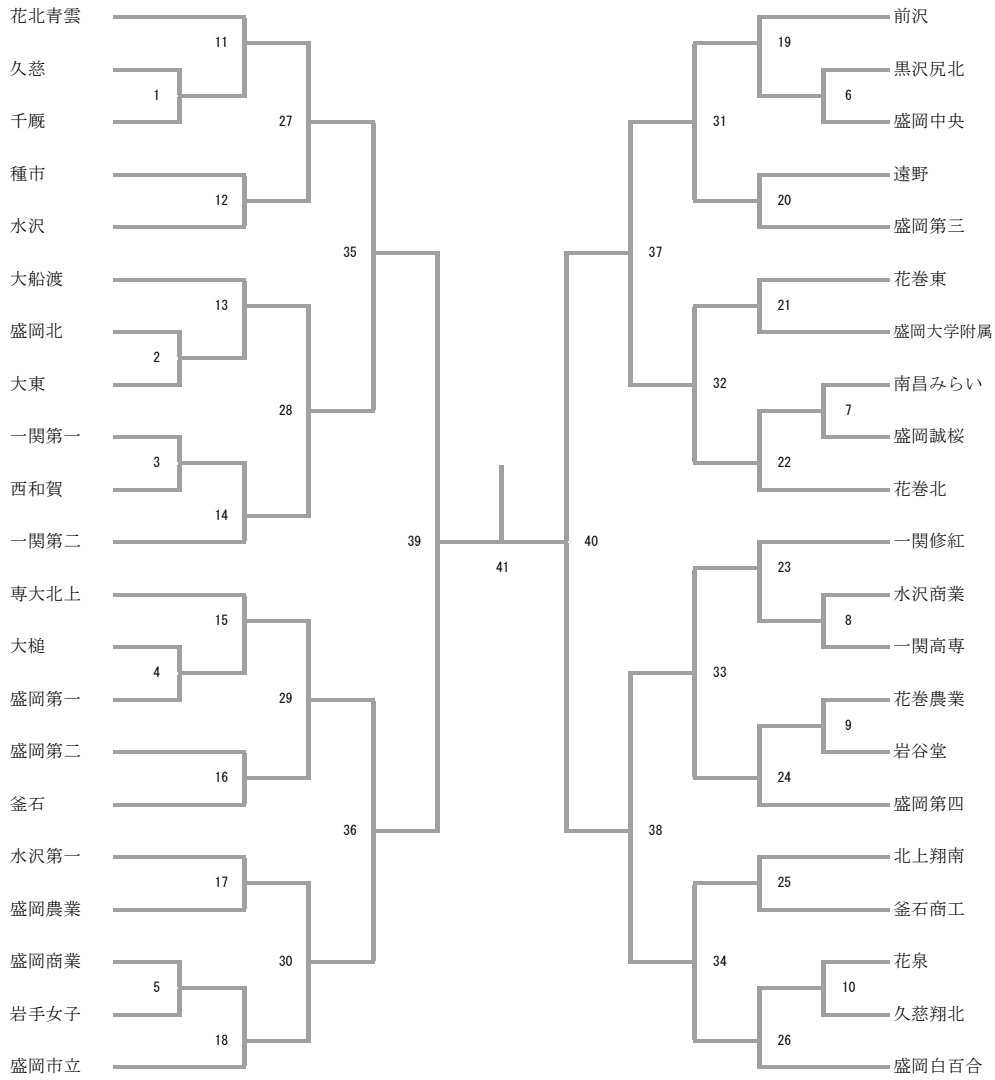 花北青雲
11
久慈
1
千厩
27
種市
12
水沢
35
大船渡
13
盛岡北
2
大東
28
一関第一
3
西和賀
14
一関第二
39
専大北上
15
大槌
4
盛岡第一
29
盛岡第二
16
釜石
36
水沢第一
17
盛岡農業
盛岡商業
30
5
岩手女子
18
盛岡市立
41
前沢
19
黒沢尻北
6
31
盛岡中央
遠野
20
盛岡第三
37
花巻東
21
盛岡大学附属
32
南昌みらい
7
盛岡誠桜
22
花巻北
40
一関修紅
23
水沢商業
8
一関高専
33
花巻農業
9
岩谷堂
24
盛岡第四
38
北上翔南
25
釜石商工
34
花泉
10
久慈翔北
26
盛岡白百合